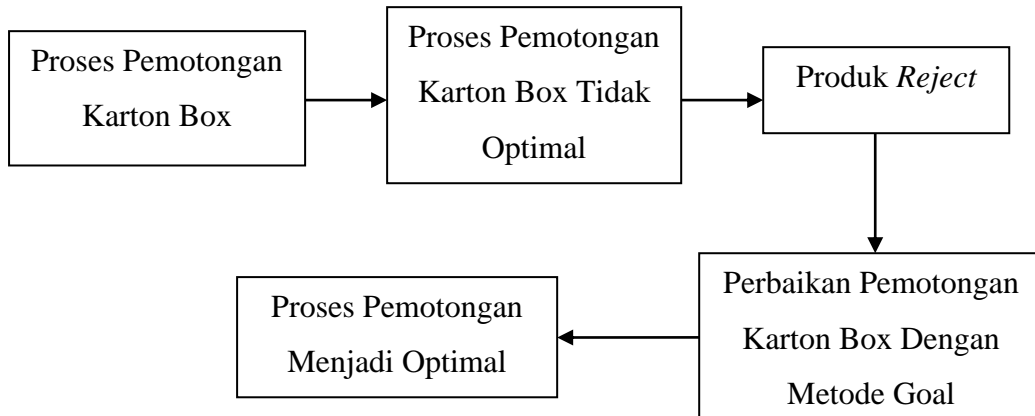 Proses Pemotongan
Karton Box
Proses Pemotongan
Karton Box Tidak
Optimal
Produk Reject
Perbaikan Pemotongan
Karton Box Dengan
Metode Goal
Proses Pemotongan
Menjadi Optimal